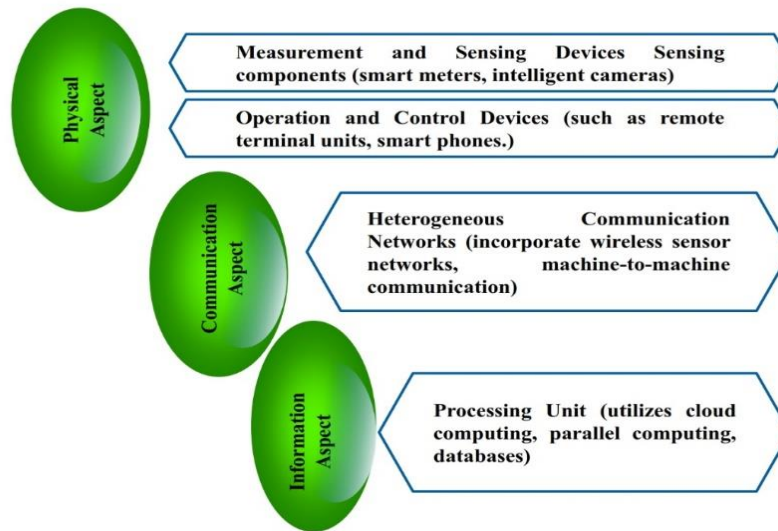 Physical
Aspect
Measurement and Sensing Devices Sensing
components (smart meters, intelligent cameras)
Operation and Control Devices (such as remote
terminal units, smart phones.)
Communication
Aspect
Heterogeneous Communication
Networks (incorporate wireless sensor
networks, machine-to-machine
communication)
Information
Aspect
Processing Unit (utilizes cloud
computing, parallel computing,
databases)